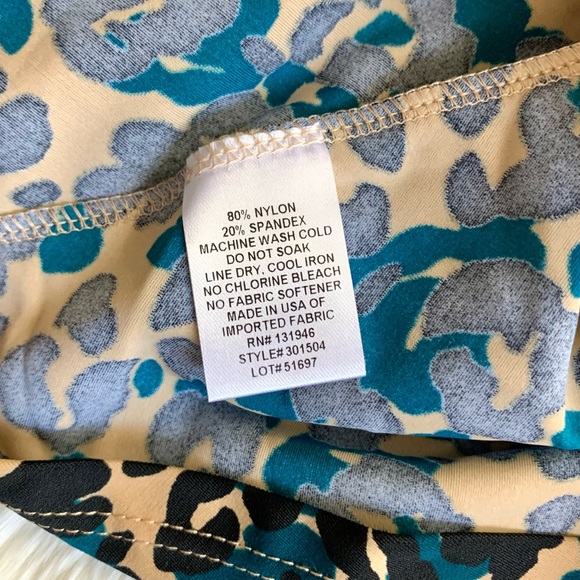 80% NYLON
20% SPANDEX
MACHINE WASH COLD
DO NOT SOAK
LINE DRY, COOL IRON
NO CHLORINE BLEACH
NO FABRIC SOFTENER
MADE IN USA OF
IMPORTED FABRIC
RN# 131946
STYLE# 301504
LOT# 51697